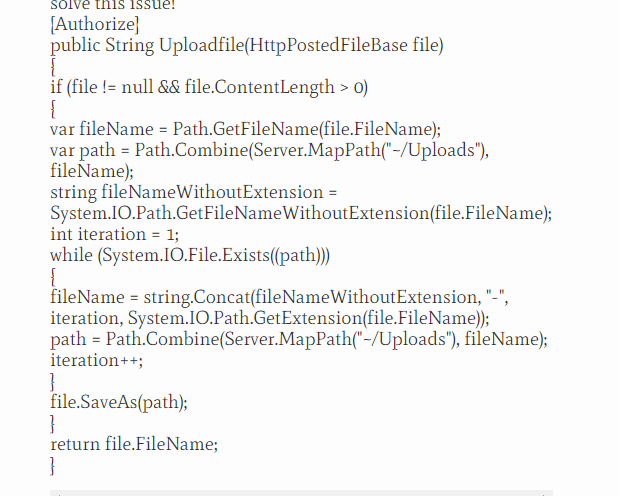 solve this issue!
[Authorize]
public String Uploadfile(HttpPostedFileBase file)
{
if (file != null && file.ContentLength > 0)
{
var fileName = Path.GetFileName(file.FileName);
var path = Path.Combine(Server.MapPath("~/Uploads"),
fileName);
string fileNameWithoutExtension =
System.IO.Path.GetFileNameWithoutExtension(file.FileName);
int iteration = 1;
while (System.IO.File.Exists((path)))
{
fileName = string.Concat(fileNameWithoutExtension, "-",
iteration, System.IO.Path.GetExtension(file.FileName));
path = Path.Combine(Server.MapPath("~/Uploads"), fileName);
iteration++;
}
file.SaveAs(path);
}
return file.FileName;
}